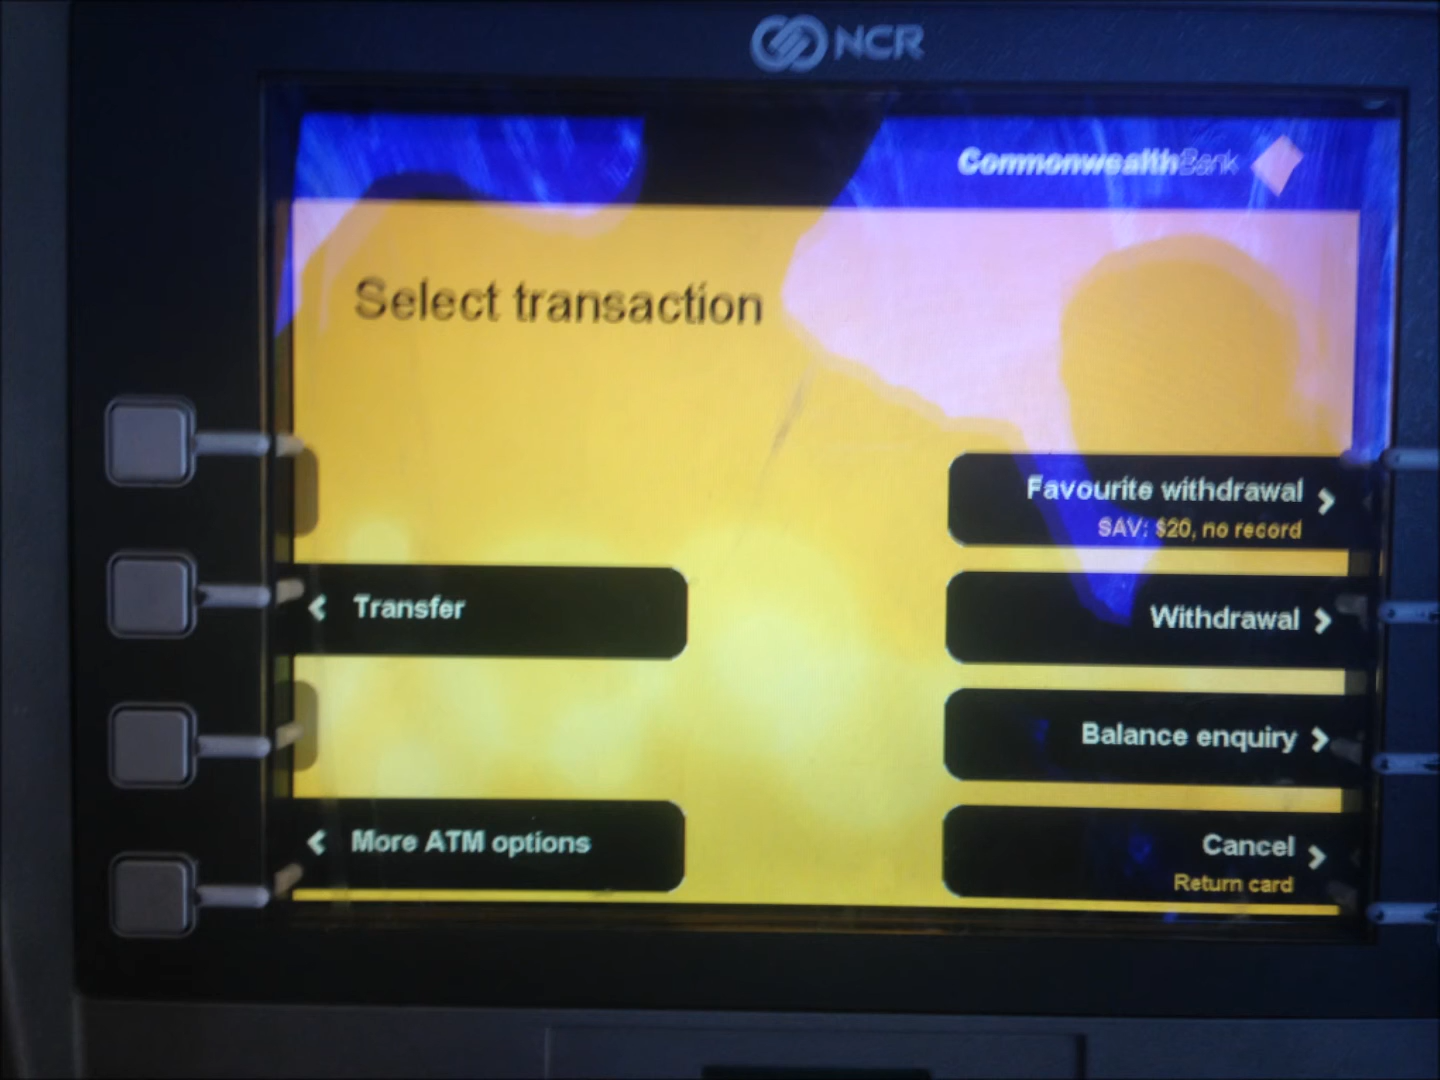 NCR
CommonwealthBank
Select transaction
Favourite withdrawal
SAV: $20, no record
Transfer
Withdrawal
Balance enquiry
More ATM options
Cancel
Return card